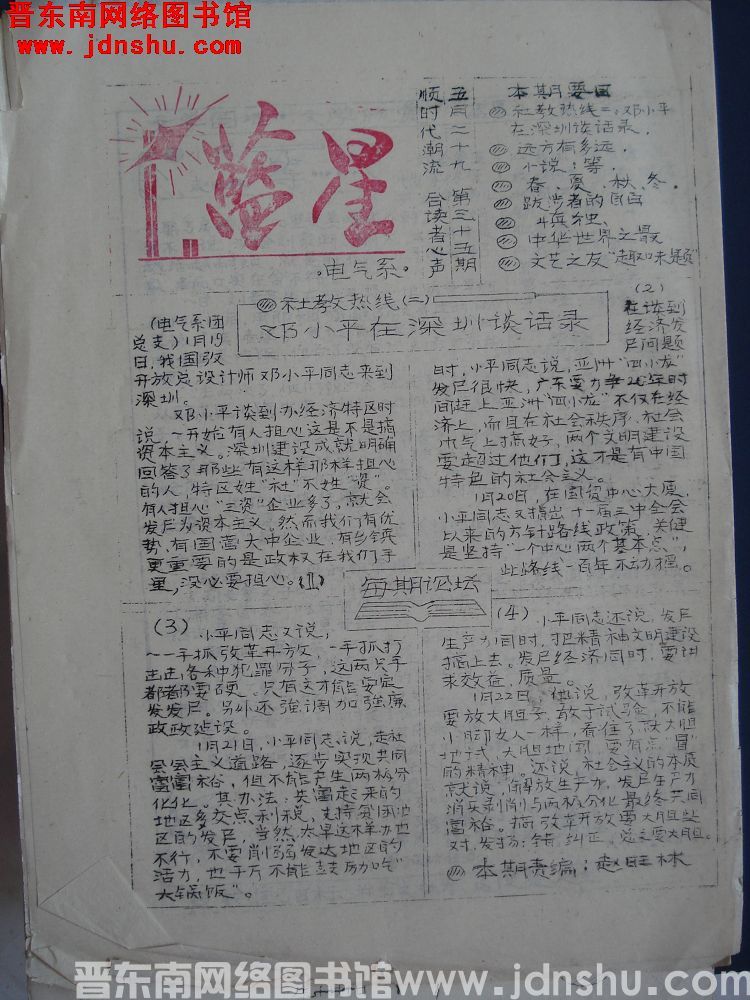 晋东南网络图书馆
www.jdnshu.com
蓝星
电气系
顺时代潮流 合读者心声
五月二十九 第三十五期
本期要目
社教热线二:邓小平
在深圳谈话录.
远方有多远.
小说:等.
春、夏、秋、冬.
跋涉者的自白
中华世界之最
文艺之友"趣味题"
社教热线(二)
邓小平在深圳谈话录
(电气系团
总支)1月19
日,我国改
开放总设计师邓小平同志来到
深圳。
邓小平谈到办经济特区时
说,一开始有人担心这是不是搞
资本主义。深圳建设成就明确
回答了那些有这样那样担心
的人,特区姓"社"不姓"资"。
有人担心"三资"企业多了,就会
发尸为资本主义。然而我们有优
势,有国营大中企业,有乡镇
更重要的是政权在我们手
里,没必要担心。(1)
(2)
在谈到
经济发
尸问题
时,小平同志说,亚洲"四小龙"
发尸很快,广东要力争20年时
间赶上亚洲"四小龙"不仅在经
济上,而且在社会秩序、社会
风气上搞好,两个文明建设
要超过他们,这才是有中国
特色的社会主义。
1月20日,在国贸中心大厦,
小平同志又指出十一届三中全会
以来的方针路线政策,关健
是坚持"一个中心两个基本点",
此路线一百年不动摇。
每期论坛
(3)
小平同志又说,
一手抓改革开放,一手抓打
击,各种犯罪分子,这两只手
都都要硬。只有这才能安定
发发尸。另外还强调加强廉
政政建设。
1月21日,小平同志说,走社
会会主义道路,逐步实现共同
富富裕,但不能产生两极分
化化。其办法:先富起来的
地区多交点利税,支持贫困地
区的发尸,当然太早这样办也
不行,不要削弱发达地区的
活力,也千万不能鼓励吃"
大锅饭"。
(4)
小平同志还说,发尸
生产力同时,把精神文明建设
搞上去。发尸经济同时,要讲
求效益,质量。
1月22日,他说,改革开放
要放大胆子,敢于试验,不能
小脚女人一样,看住了就大胆
地试,大胆地闯,要有点"冒"
的精神。还说,社会主义的本质
就说,解放生产力,发尸生产力
消灭剥削与两极分化最终共同
富裕。搞改革开放要大胆些
对,发扬;错,纠正,总之要大胆。
本期责编:赵旺林
晋东南网络图书馆 www.jdnshu.com